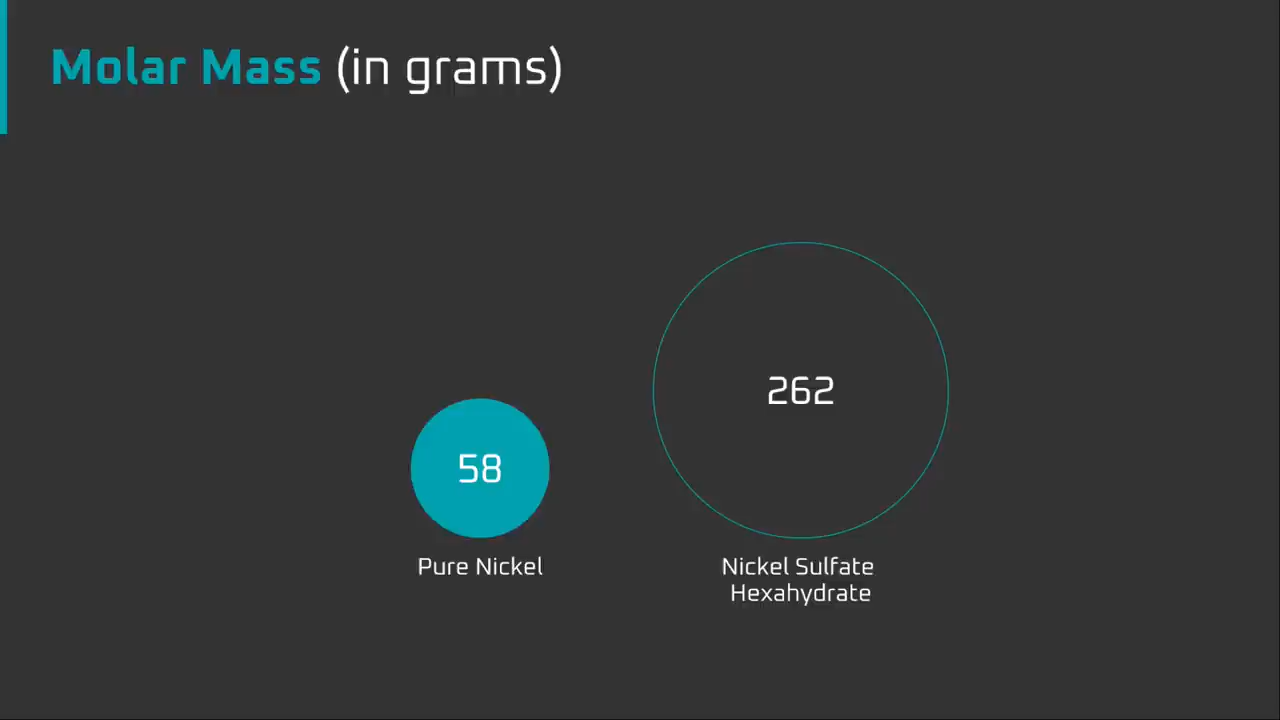 Molar Mass (in grams)
262
58
Pure Nickel
Nickel Sulfate
Hexahydrate